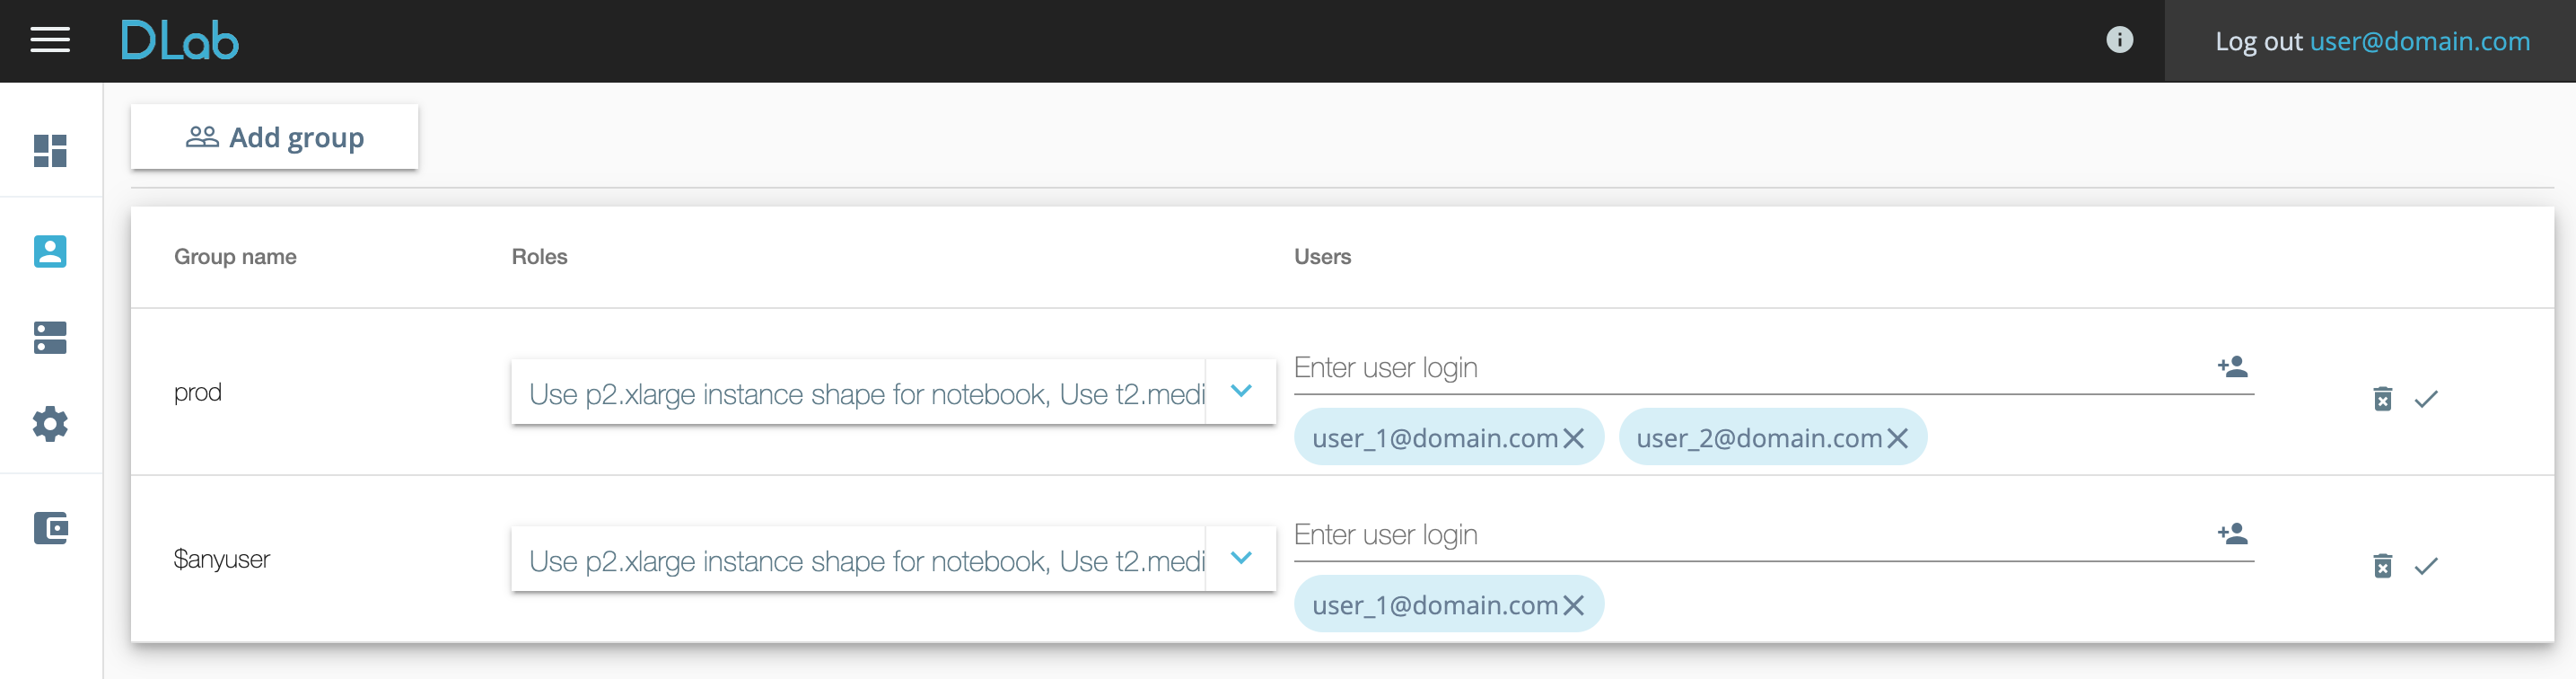 DLab
Log out user@domain.com
Add group
Group name Roles Users
prod
Use p2.xlarge instance shape for notebook, Use t2.medi
Enter user login
user_1@domain.com user_2@domain.com
$anyuser
Use p2.xlarge instance shape for notebook, Use t2.medi
Enter user login
user_1@domain.com